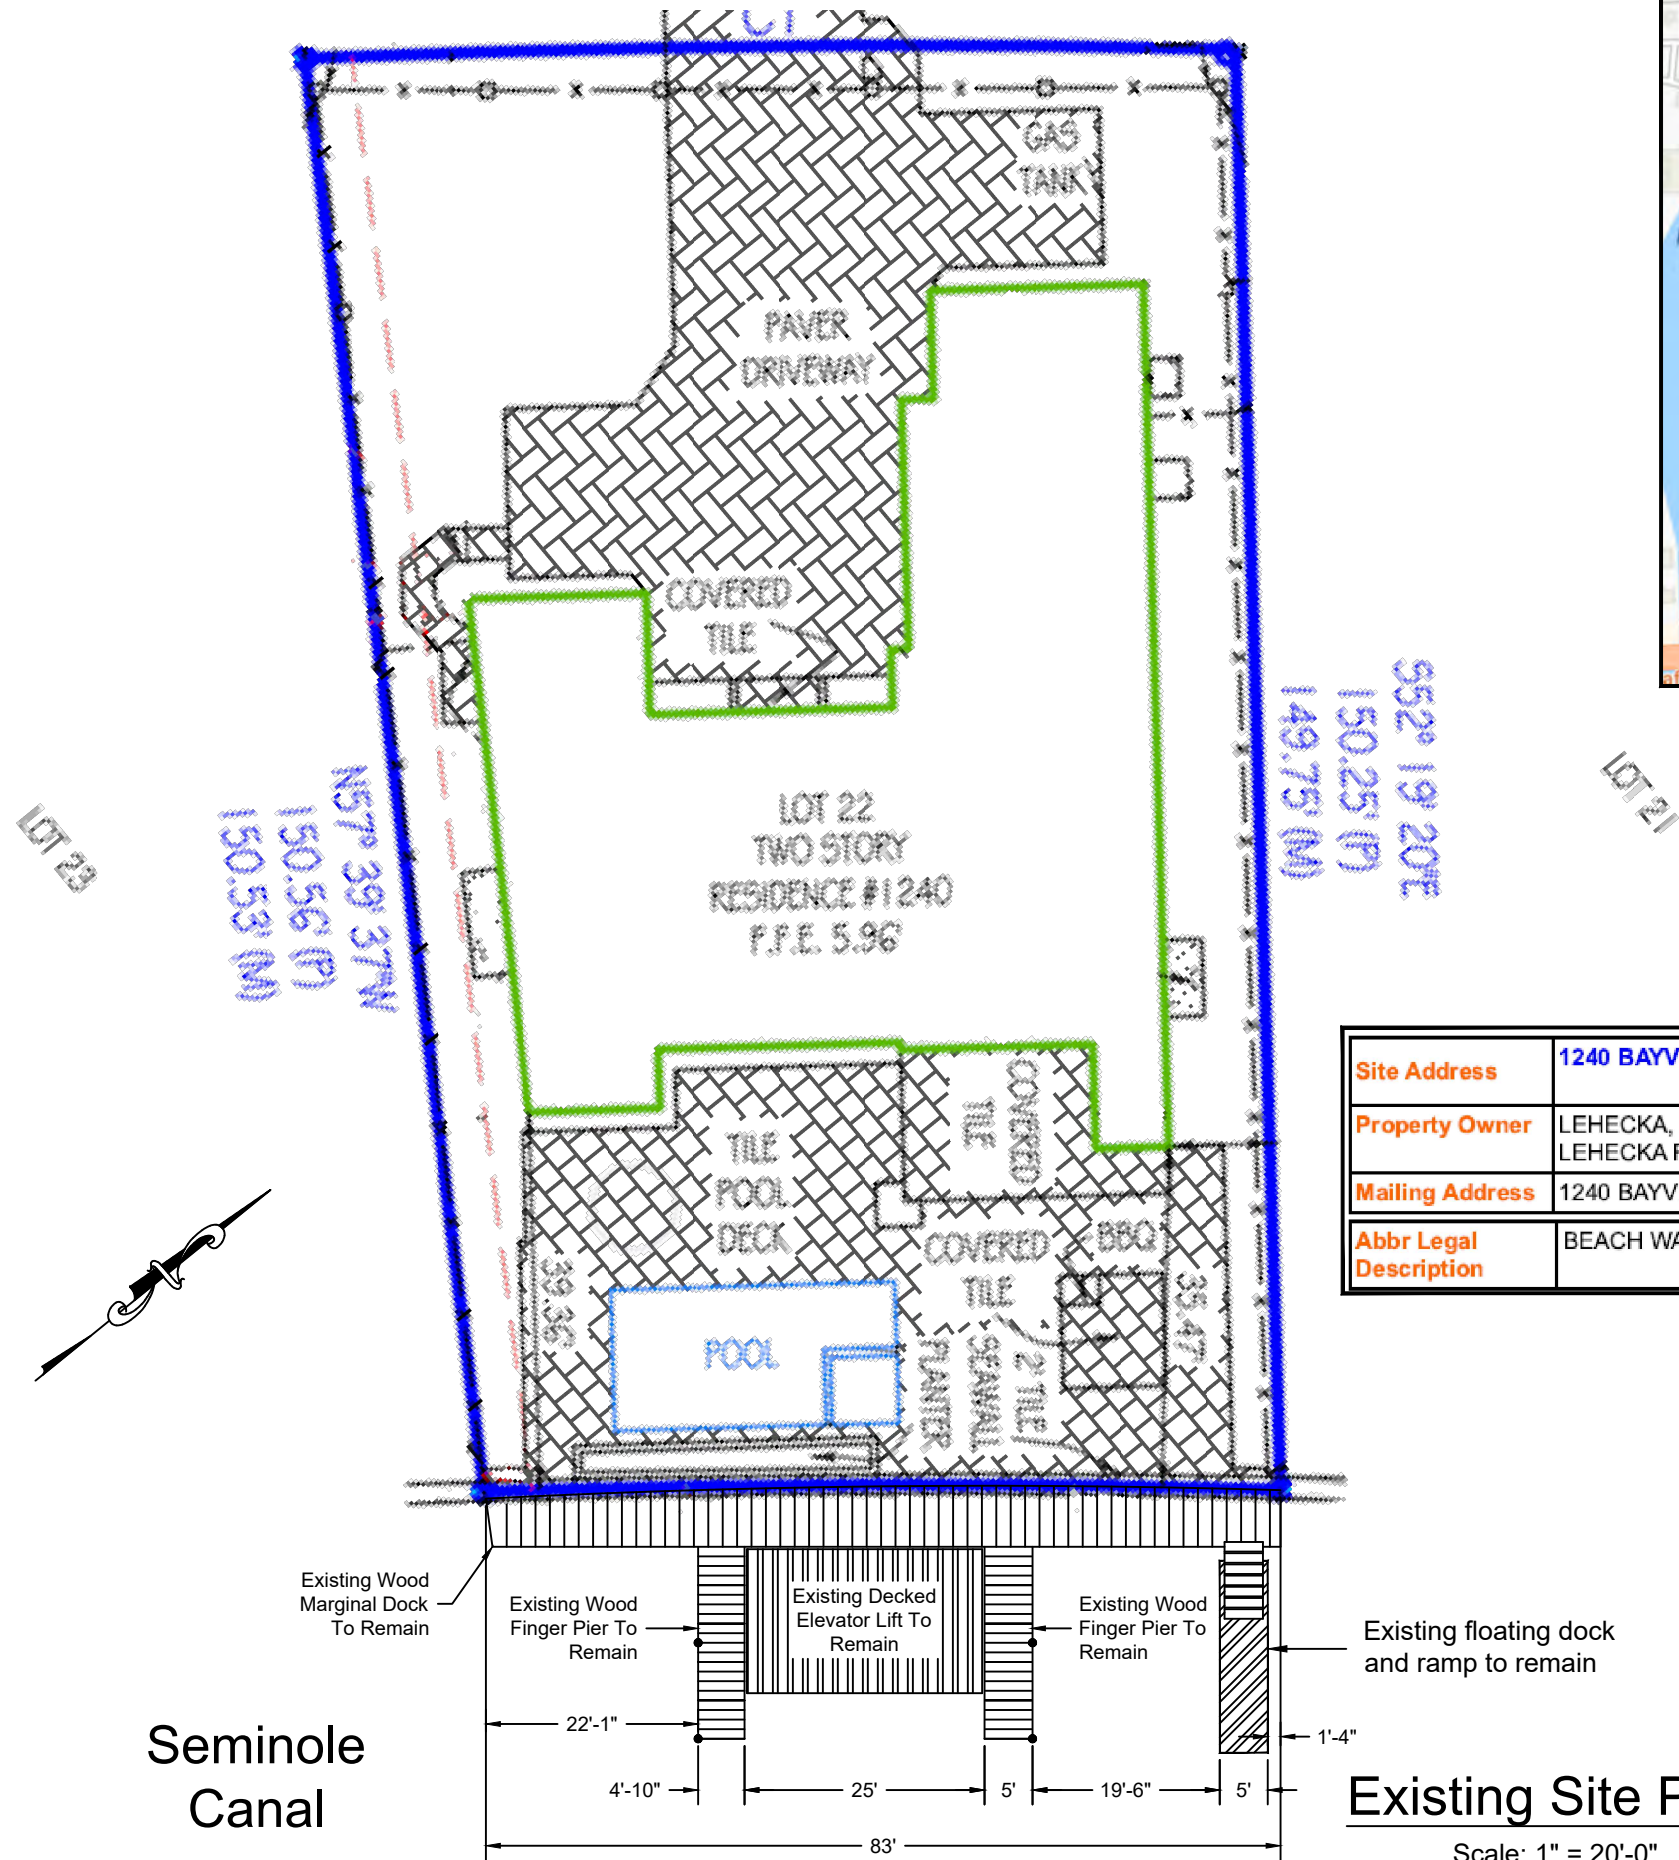 CT
GAS
TANK
PAVER
DRIVEWAY
COVERED
TILE
LOT 22
TWO STORY
RESIDENCE #1240
F.F.E. 5.96'
LOT 23
N57° 39' 37"W
150.56' (P)
150.53' (M)
S52° 19' 20"E
150.25' (P)
149.75' (M)
LOT 21
Site Address
1240 BAYV
Property Owner
LEHECKA,
LEHECKA
Mailing Address
1240 BAYV
Abbr Legal
Description
BEACH WA
COVERED
TILE
TILE
POOL
DECK
COVERED
TILE
BBQ
POOL
PLANTER
2' TILE
Existing Wood
Marginal Dock
To Remain
Existing Wood
Finger Pier To
Remain
Existing Decked
Elevator Lift To
Remain
Existing Wood
Finger Pier To
Remain
Existing floating dock
and ramp to remain
22'-1"
1'-4"
4'-10"
25'
5'
19'-6"
5'
83'
Seminole
Canal
Existing Site P
Scale: 1" = 20'-0"